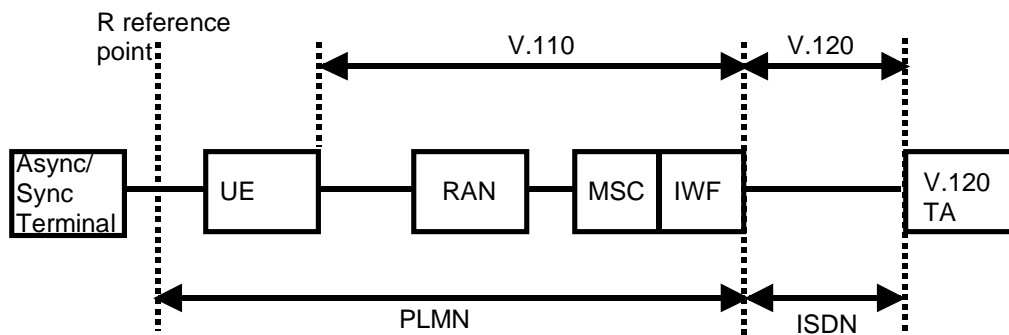 R reference
point
V.110
V.120
Async/
Sync
Terminal
UE
RAN
MSC
IWF
V.120
TA
PLMN
ISDN